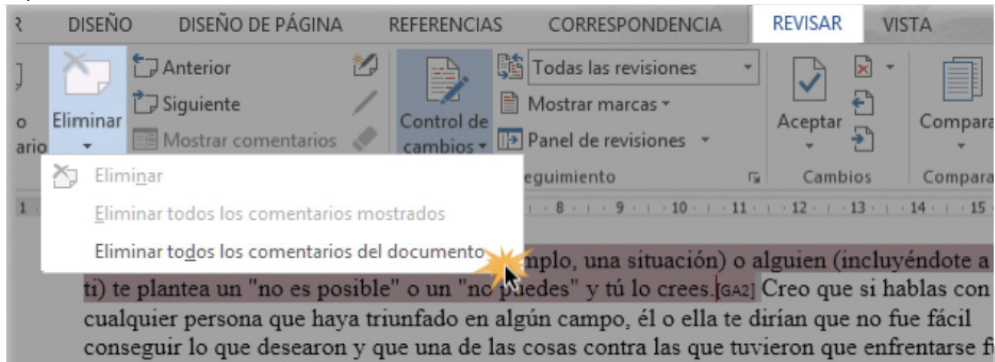 DISEÑO DISEÑO DE PÁGINA REFERENCIAS CORRESPONDENCIA REVISAR VISTA
Anterior Todas las revisiones
Siguiente Mostrar marcas
Eliminar Control de Aceptar Compara
ario Mostrar comentarios cambios Panel de revisiones
Eliminar eguimiento Cambios Compara
Eliminar todos los comentarios mostrados
1 8 9 10 11 12 13 14 15
Eliminar todos los comentarios del documento
mplo, una situación) o alguien (incluyéndote a
ti) te plantea un "no es posible" o un "no puedes" y tú lo crees.[GA2] Creo que si hablas con
cualquier persona que haya triunfado en algún campo, él o ella te dirían que no fue fácil
conseguir lo que desearon y que una de las cosas contra las que tuvieron que enfrentarse f